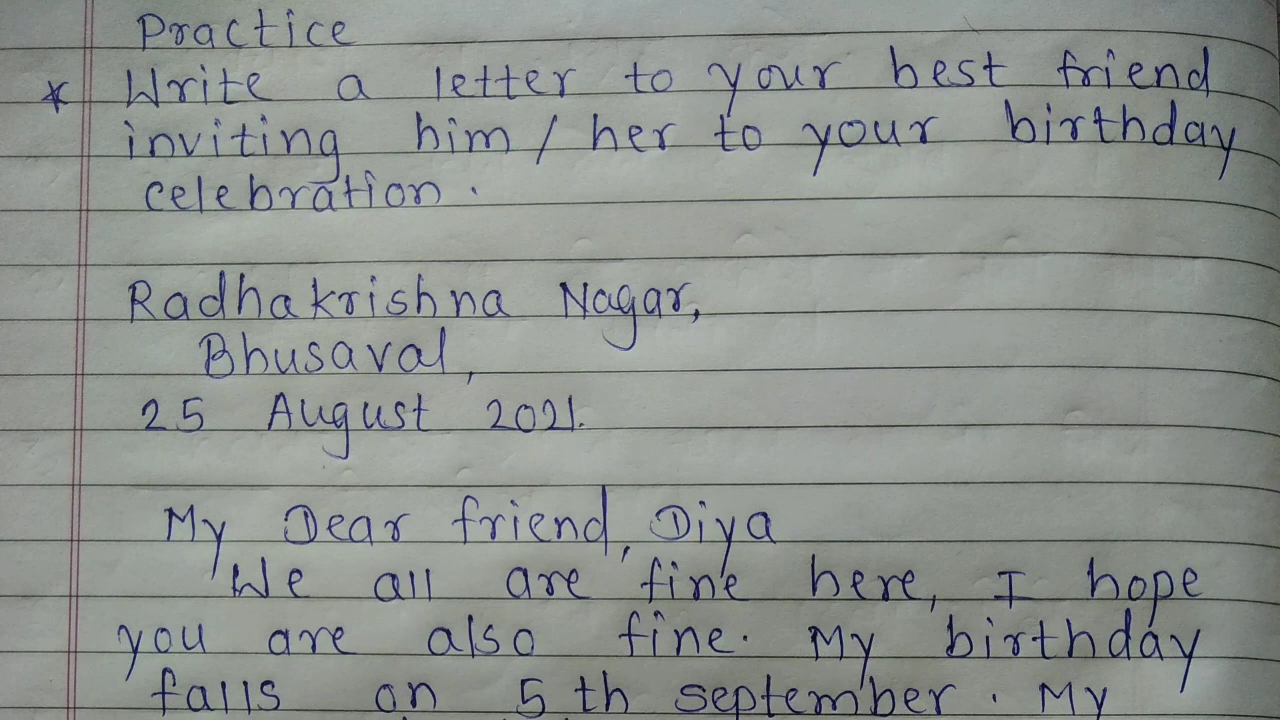 Practice
* Write a letter to your best friend
inviting him / her to your birthday
celebration.
Radhakrishna Nagar,
Bhusaval,
25 August 2021.
My Dear friend, Diya
We all are fine here, I hope
you are also fine. My birthday
falls on 5 th september. My